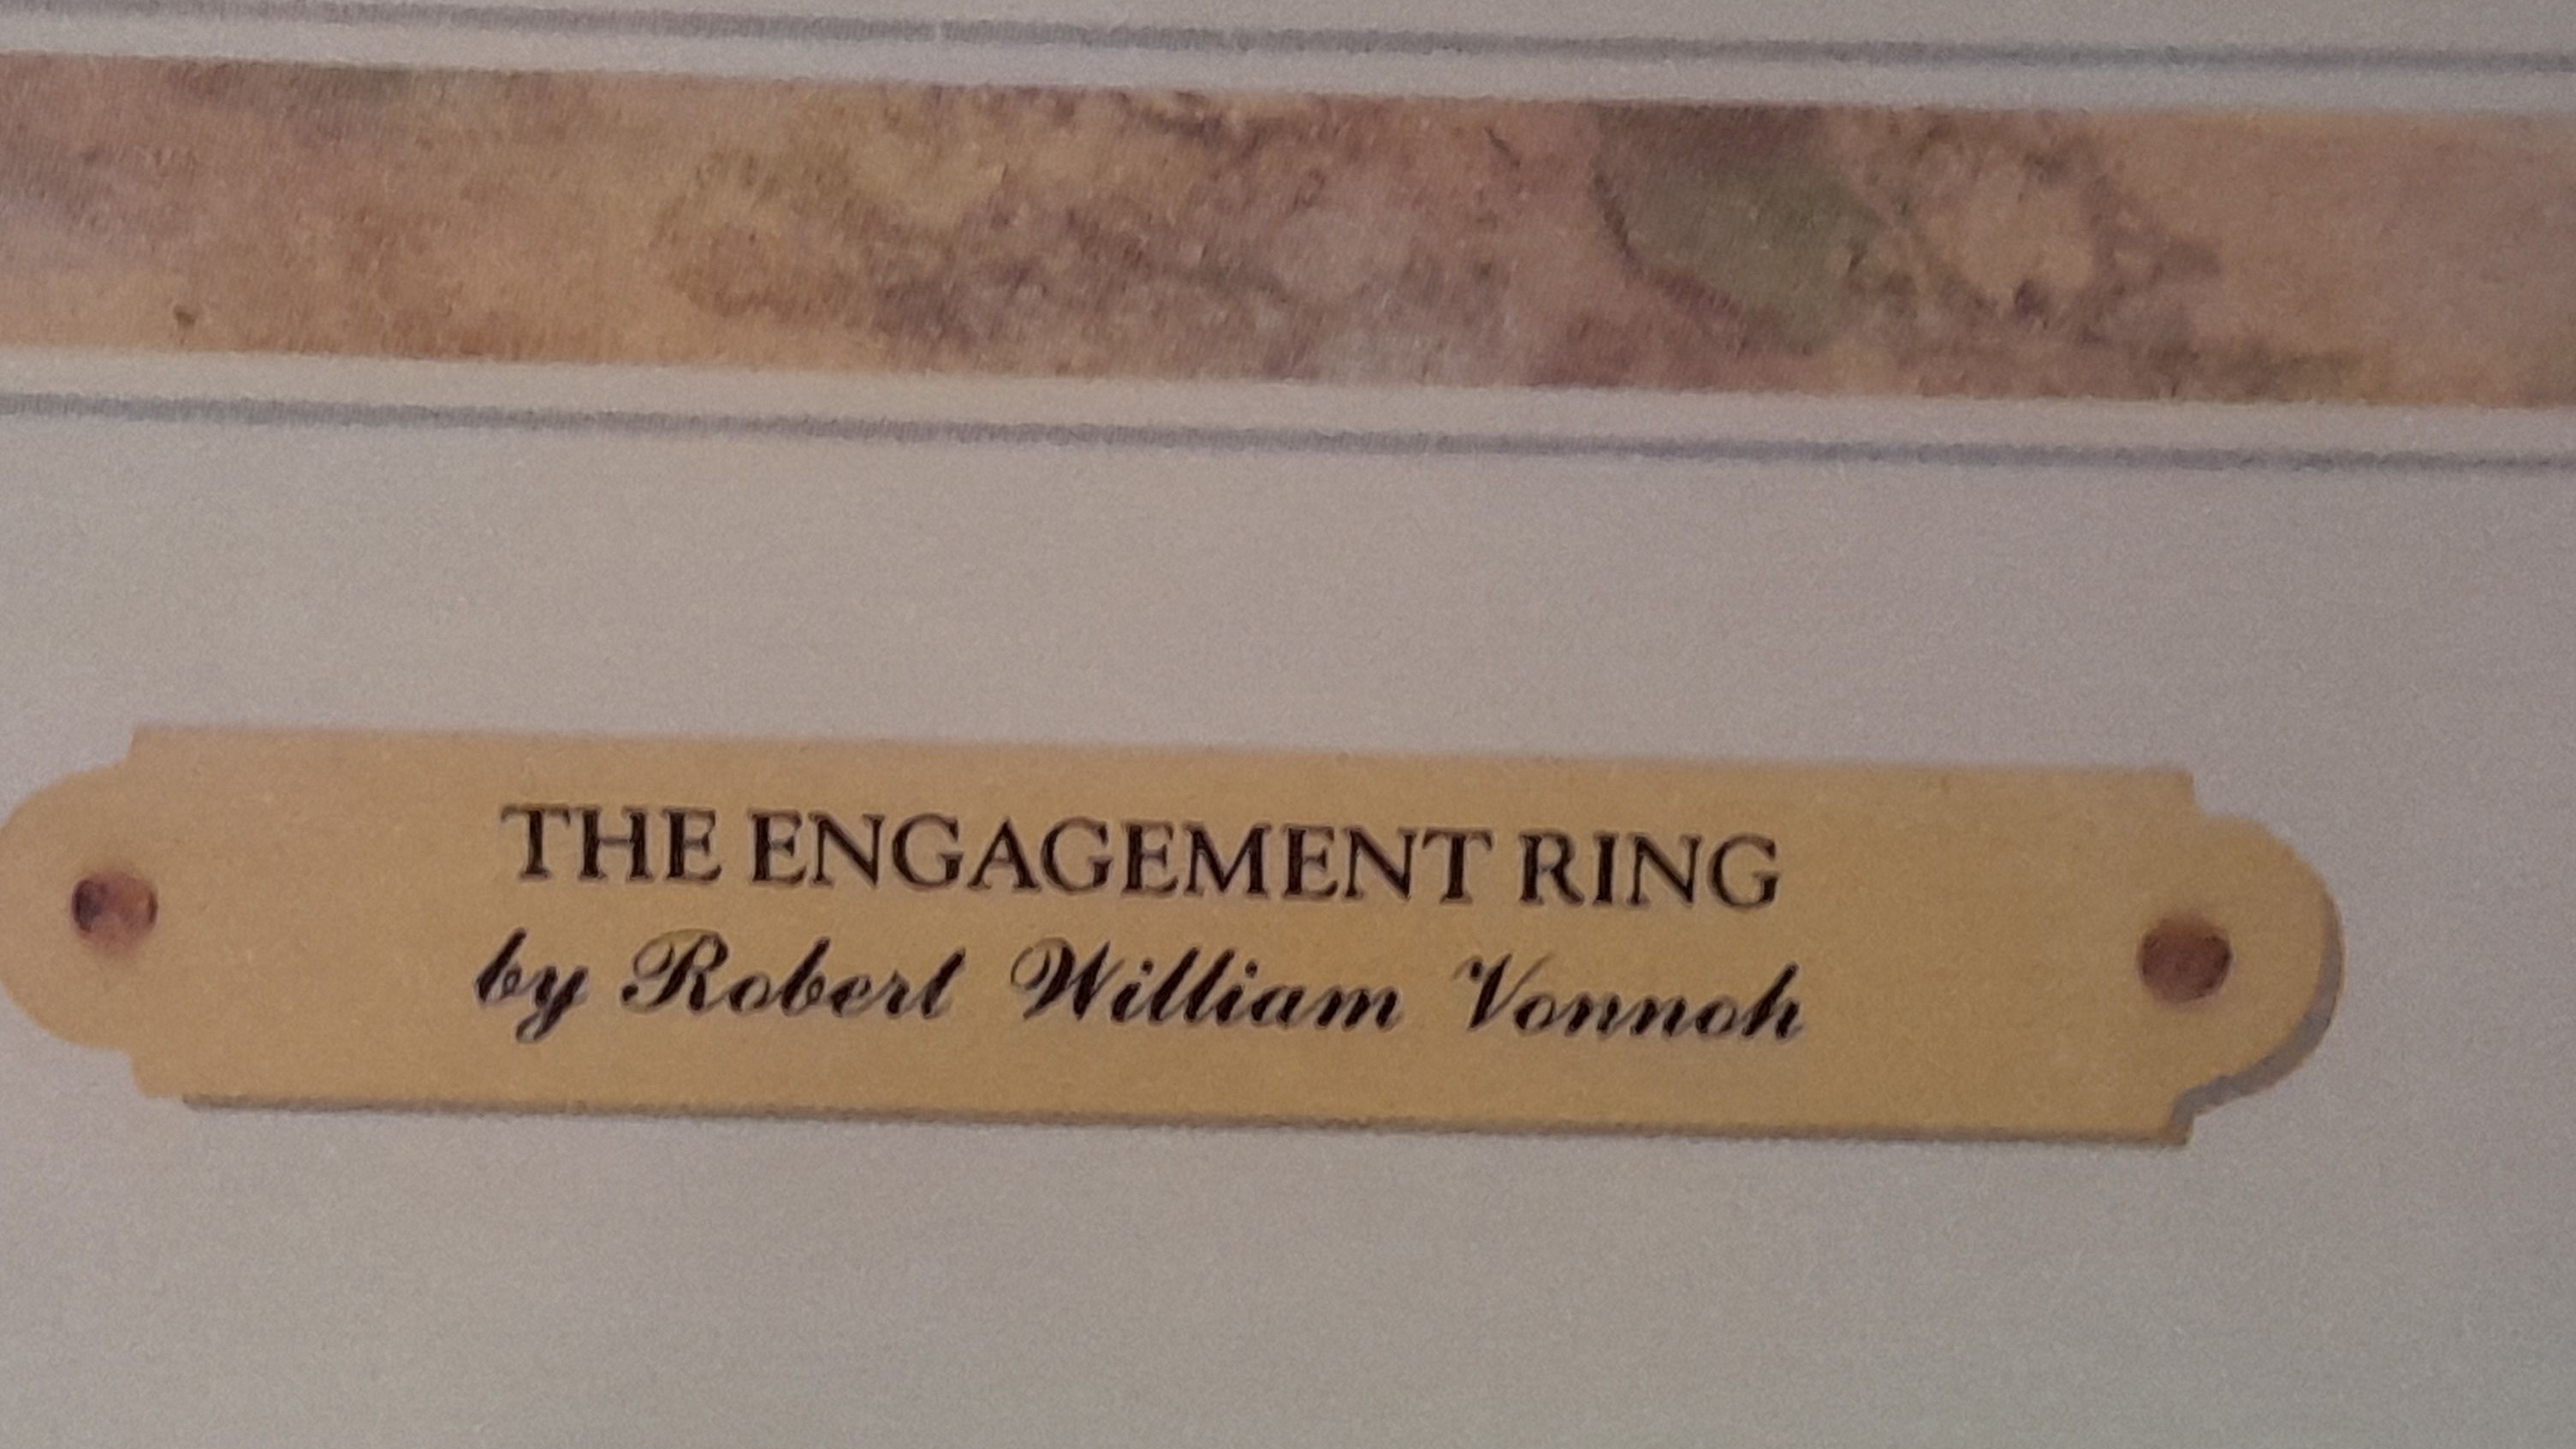 THE ENGAGEMENT RING
by Robert William Vonnoh